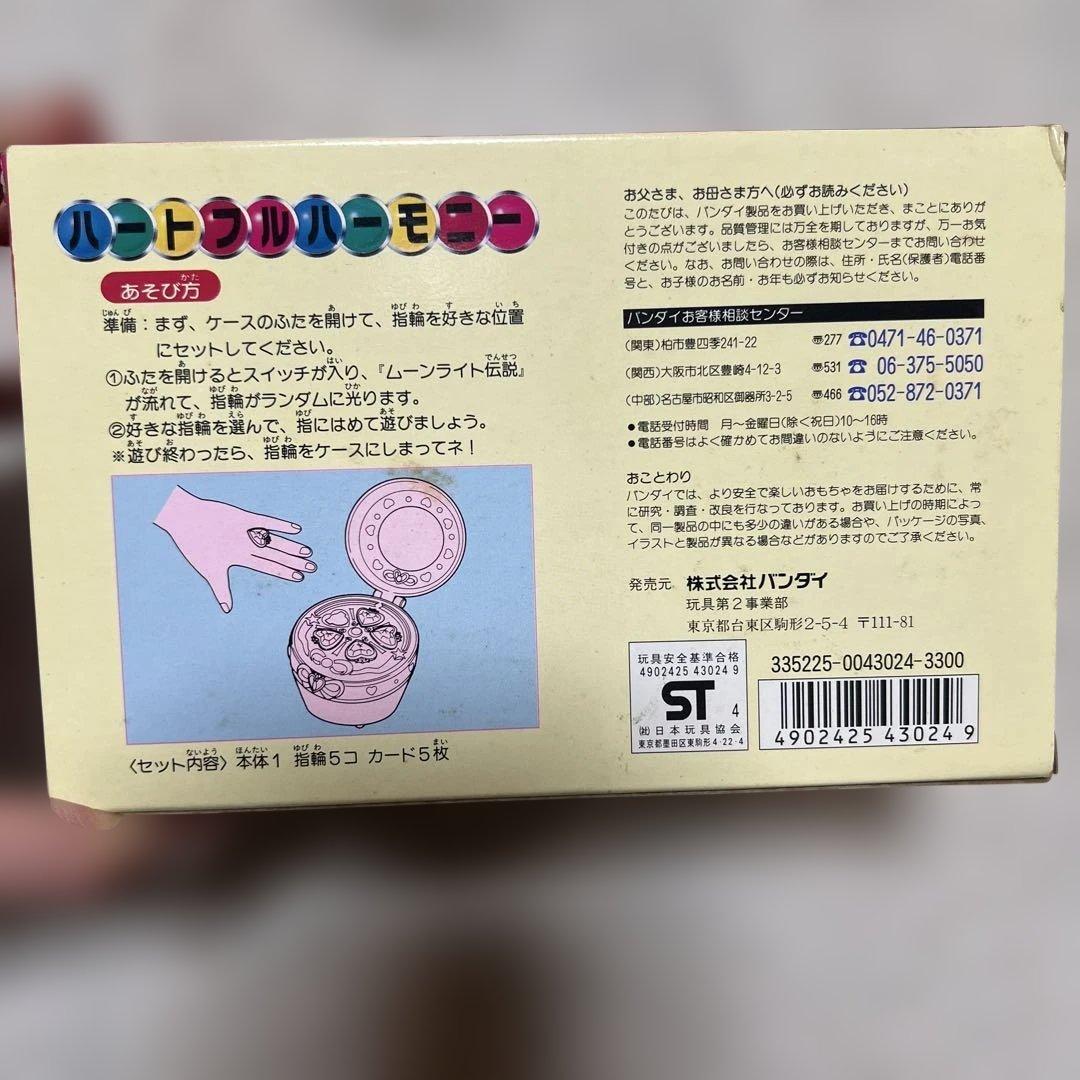 ハートフルハーモニー
あそび方
準備：まず、ケースのふたを開けて、指輪を好きな位置
にセットしてください。
①ふたを開けるとスイッチが入り、『ムーンライト伝説』
が流れて、指輪がランダムに光ります。
②好きな指輪を選んで、指にはめて遊びましょう。
※遊び終わったら、指輪をケースにしまってネ！
〈セット内容〉本体1 指輪5コ カード5枚
お父さま、お母さま方へ(必ずお読みください)
このたびは、バンダイ製品をお買い上げいただき、まことにありが
とうございます。品質管理には万全を期しておりますが、万一お気
付きの点がございましたら、お客様相談センターまでお問い合わせ
ください。なお、お問い合わせの際は、住所・氏名(保護者)電話番
号と、お子様のお名前・お年も必ずお知らせください。
バンダイお客様相談センター
(関東)柏市豊四季241-22 〠277 ☎0471-46-0371
(関西)大阪市北区豊崎4-12-3 〠531 ☎06-375-5050
(中部)名古屋市昭和区御器所3-2-5 〠466 ☎052-872-0371
●電話受付時間 月～金曜日(除く祝日)10～16時
●電話番号はよく確かめてお間違いのないようにご注意ください。
おことわり
バンダイでは、より安全で楽しいおもちゃをお届けするために、常
に研究・調査・改良を行なっております。お買い上げの時期によっ
て、同一製品の中にも多少の違いがある場合や、パッケージの写真、
イラストと製品が異なる場合などがありますのでご了承ください。
発売元 株式会社バンダイ
玩具第2事業部
東京都台東区駒形2-5-4 〒111-81
玩具安全基準合格
4902425 43024 9
ST 4
㈳日本玩具協会
東京都墨田区東駒形4-22-4
335225-0043024-3300
4902425 430249